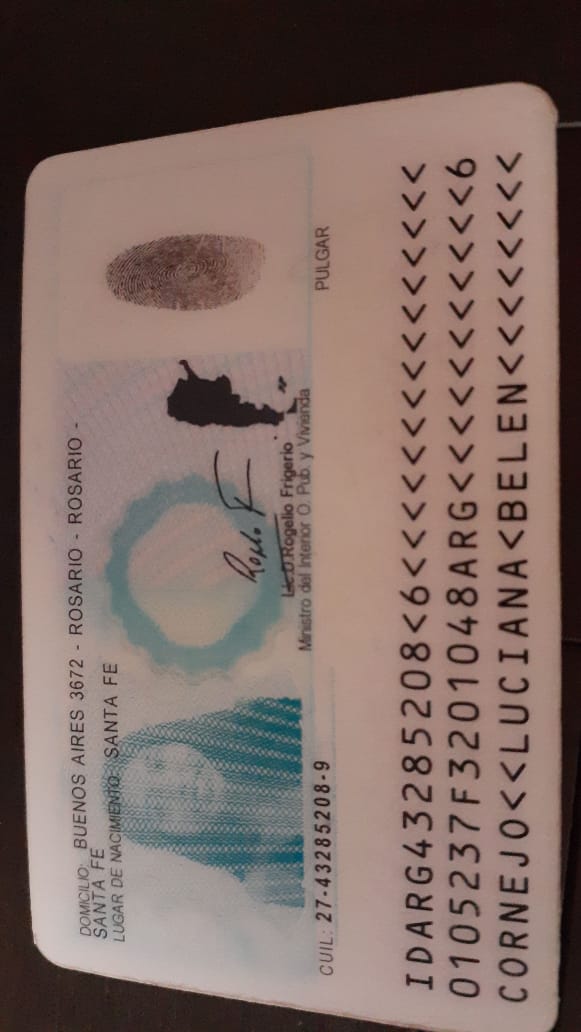 DOMICILIO: BUENOS AIRES 3672 - ROSARIO - ROSARIO -
SANTA FE
LUGAR DE NACIMIENTO: SANTA FE
Lic.D.Rogelio Frigerio
Ministro del Interior O. Pub. y Vivienda
CUIL: 27-43285208-9
PULGAR
IDARG43285208<6<<<<<<<<<<<<<<<
0105237F3201048ARG<<<<<<<<<<<6
CORNEJO<<LUCIANA<BELEN<<<<<<<<